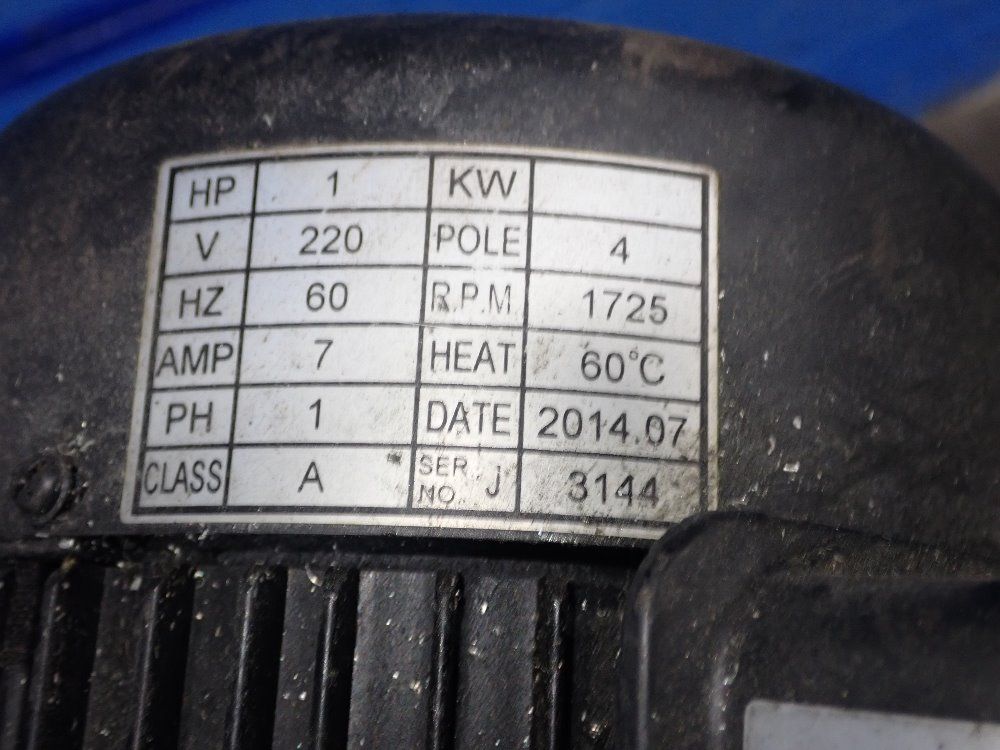 HP 1 KW
V 220 POLE 4
HZ 60 R.P.M 1725
AMP 7 HEAT 60°C
PH 1 DATE 2014.07
CLASS A SER NO. J 3144